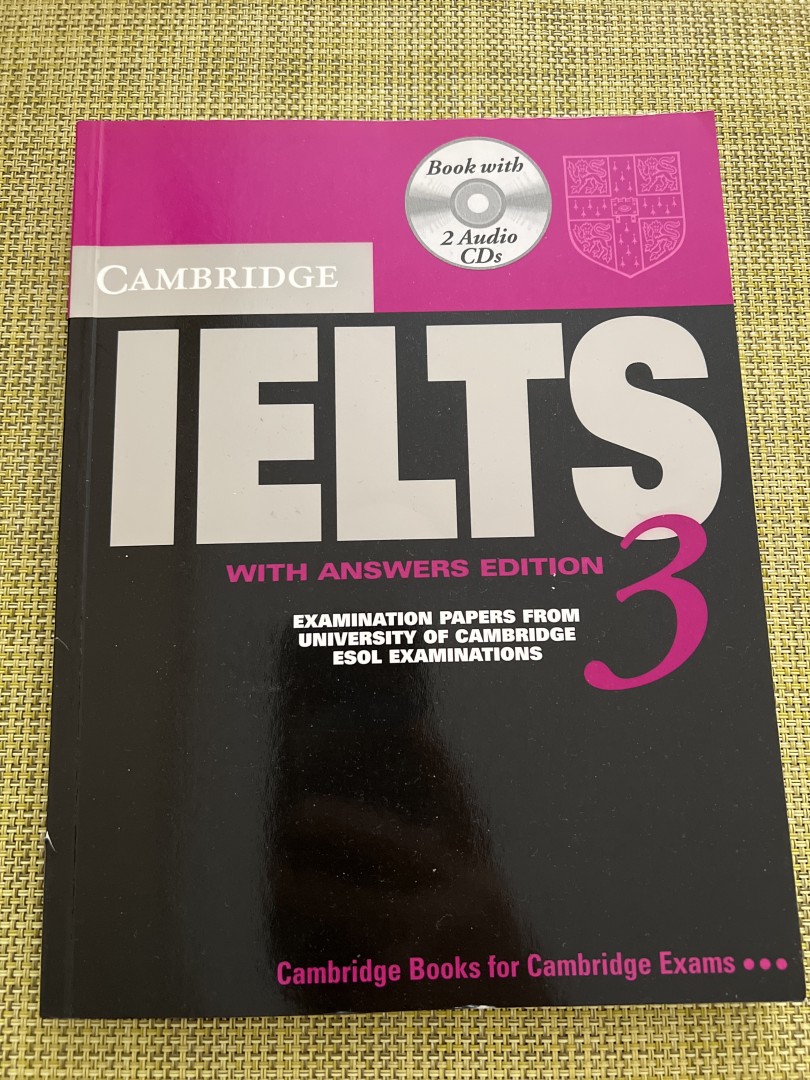 Book with
2 Audio
CDs
CAMBRIDGE
IELTS
3
WITH ANSWERS EDITION
EXAMINATION PAPERS FROM
UNIVERSITY OF CAMBRIDGE
ESOL EXAMINATIONS
Cambridge Books for Cambridge Exams •••